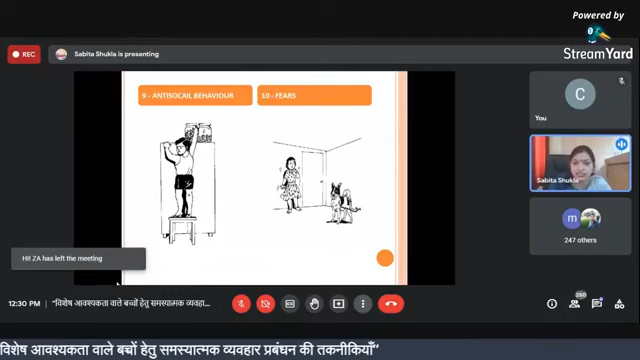 Powered by
StreamYard
REC
Sabita Shukla is presenting
9 - ANTISOCAIL BEHAVIOUR
10.- FEARS
C
You
Sabita Shukla
m
247 others
Hi! ZA has left the meeting
12:30 PM
"विशेष आवश्यकता वाले बच्चों हेतु समस्यात्मक व्यवहा...
250
विशेष आवश्यकता वाले बच्चों हेतु समस्यात्मक व्यवहार प्रबंधन की तकनीकियाँ"